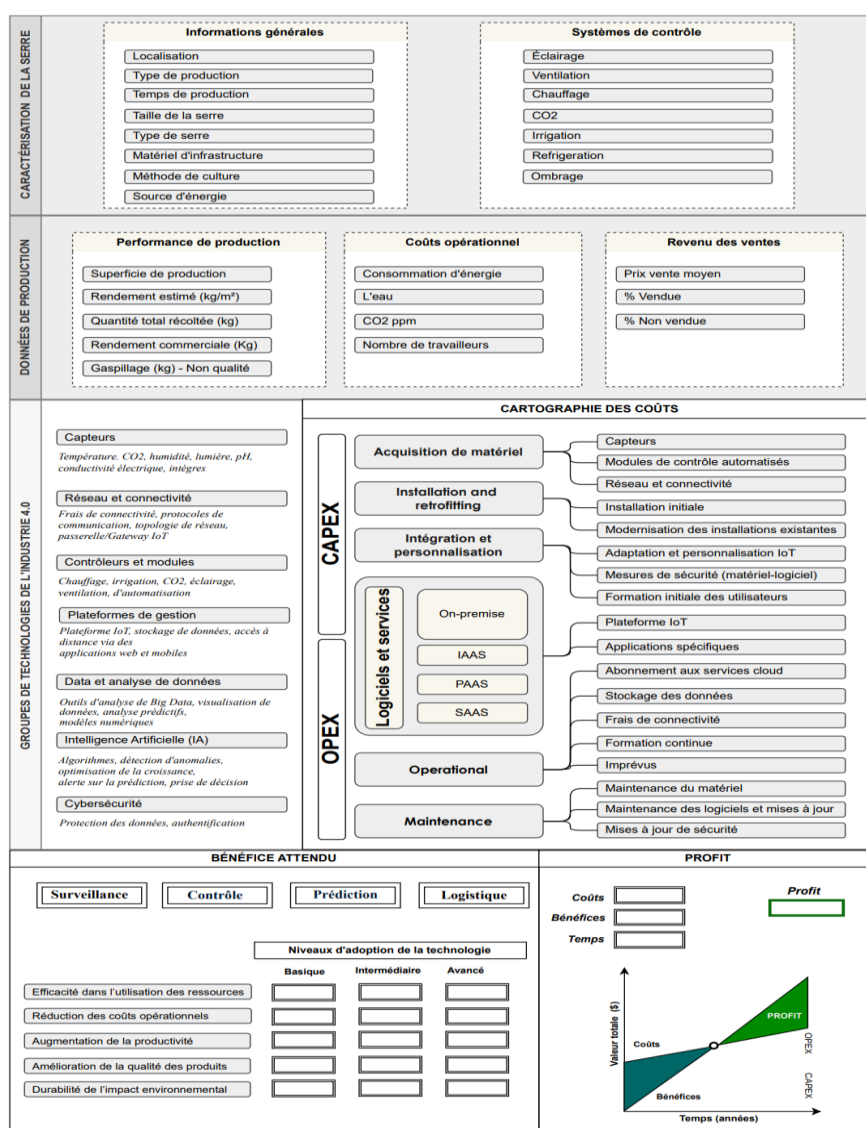 CARACTÉRISATION DE LA SERRE
Informations générales
Localisation
Type de production
Temps de production
Taille de la serre
Type de serre
Matériel d'infrastructure
Méthode de culture
Source d'énergie
Systèmes de contrôle
Éclairage
Ventilation
Chauffage
CO2
Irrigation
Refrigeration
Ombrage
DONNÉES DE PRODUCTION
Performance de production
Superficie de production
Rendement estimé (kg/m²)
Quantité total récoltée (kg)
Rendement commerciale (Kg)
Gaspillage (kg) - Non qualité
Coûts opérationnel
Consommation d'énergie
L'eau
CO2 ppm
Nombre de travailleurs
Revenu des ventes
Prix vente moyen
% Vendue
% Non vendue
GROUPES DE TECHNOLOGIES DE L'INDUSTRIE 4.0
Capteurs
Température. CO2, humidité, lumière, pH,
conductivité électrique, intègres
Réseau et connectivité
Frais de connectivité, protocoles de
communication, topologie de réseau,
passerelle/Gateway IoT
Contrôleurs et modules
Chauffage, irrigation, CO2, éclairage,
ventilation, d'automatisation
Plateformes de gestion
Plateforme IoT, stockage de données, accès à
distance via des
applications web et mobiles
Data et analyse de données
Outils d'analyse de Big Data, visualisation de
données, analyse prédictifs,
modèles numériques
Intelligence Artificielle (IA)
Algorithmes, détection d'anomalies,
optimisation de la croissance,
alerte sur la prédiction, prise de décision
Cybersécurité
Protection des données, authentification
CARTOGRAPHIE DES COÛTS
CAPEX
OPEX
Acquisition de matériel
Installation and
retrofitting
Intégration et
personnalisation
Logiciels et services
On-premise
IAAS
PAAS
SAAS
Operational
Maintenance
Capteurs
Modules de contrôle automatisés
Réseau et connectivité
Installation initiale
Modernisation des installations existantes
Adaptation et personnalisation IoT
Mesures de sécurité (matériel-logiciel)
Formation initiale des utilisateurs
Plateforme IoT
Applications spécifiques
Abonnement aux services cloud
Stockage des données
Frais de connectivité
Formation continue
Imprévus
Maintenance du matériel
Maintenance des logiciels et mises à jour
Mises à jour de sécurité
BÉNÉFICE ATTENDU
Surveillance
Contrôle
Prédiction
Logistique
Niveaux d'adoption de la technologie
Basique
Intermédiaire
Avancé
Efficacité dans l'utilisation des ressources
Réduction des coûts opérationnels
Augmentation de la productivité
Amélioration de la qualité des produits
Durabilité de l'impact environnemental
PROFIT
Coûts
Bénéfices
Temps
Profit
Valeur totale ($)
Coûts
Bénéfices
PROFIT
OPEX
CAPEX
Temps (années)